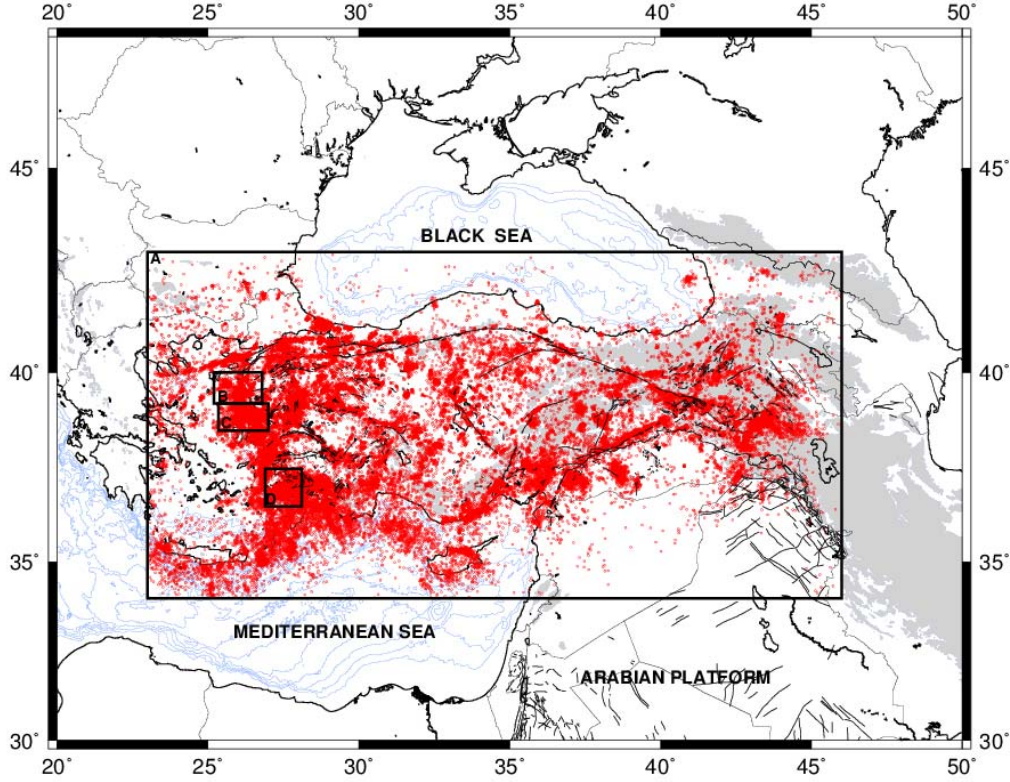 20˚ 25˚ 30˚ 35˚ 40˚ 45˚ 50˚
45˚ 45˚
BLACK SEA
A
40˚ 40˚
B
C
D
35˚ 35˚
MEDITERRANEAN SEA
ARABIAN PLATFORM
30˚ 30˚
20˚ 25˚ 30˚ 35˚ 40˚ 45˚ 50˚